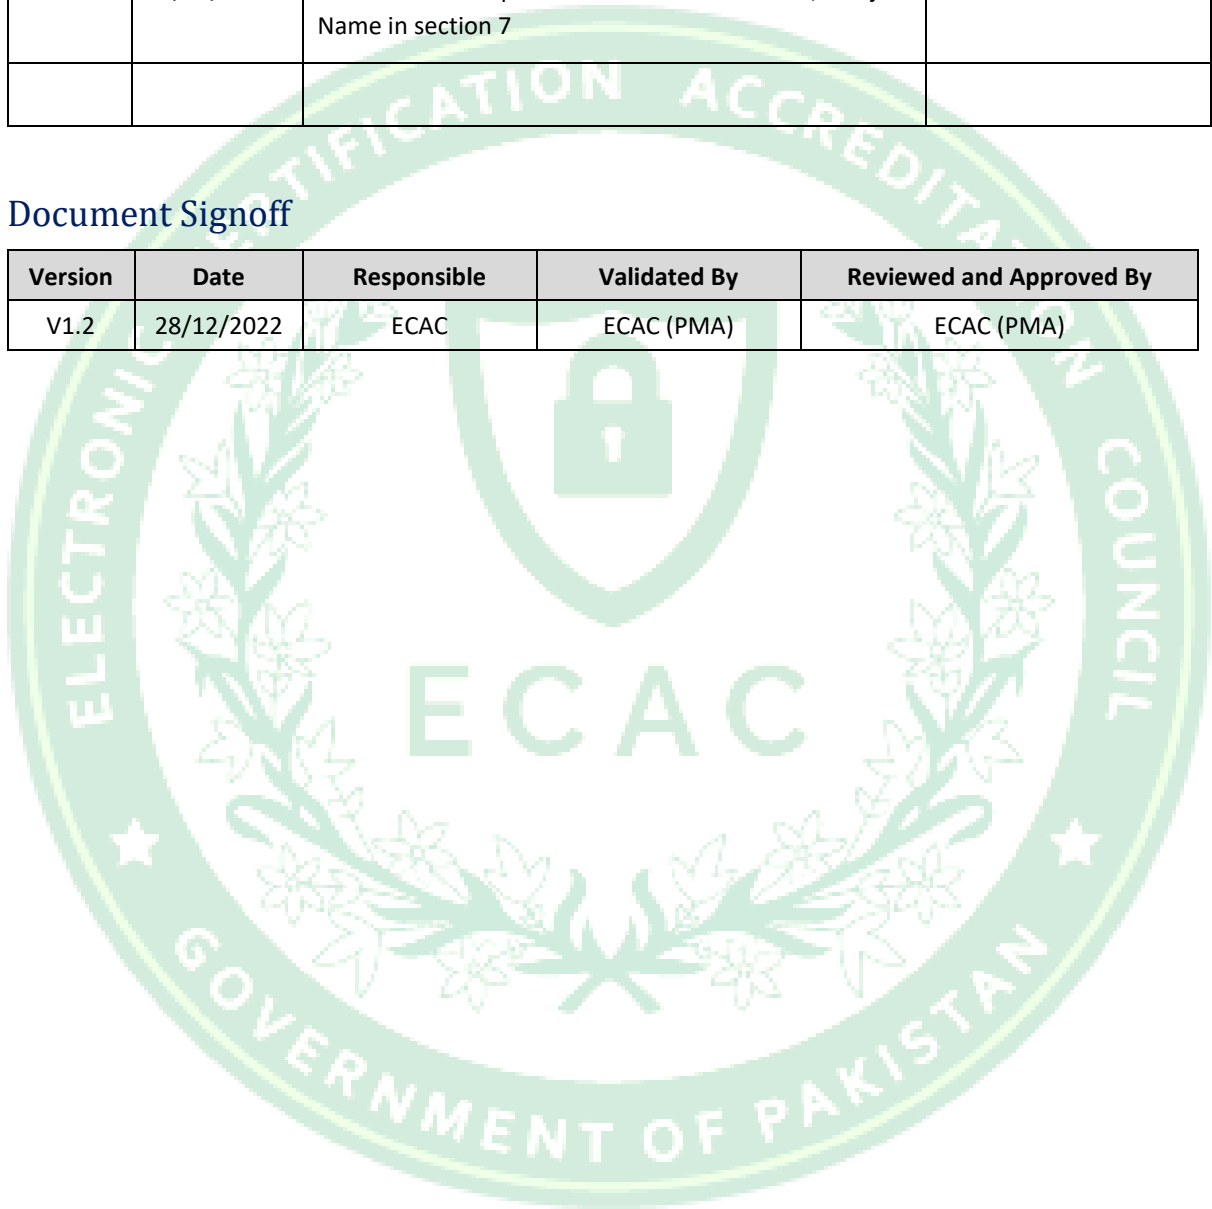 Name in section 7
Document Signoff
Version Date Responsible Validated By Reviewed and Approved By
V1.2 28/12/2022 ECAC ECAC (PMA) ECAC (PMA)
ELECTRONIC CERTIFICATION ACCREDITATION COUNCIL
ECAC
GOVERNMENT OF PAKISTAN